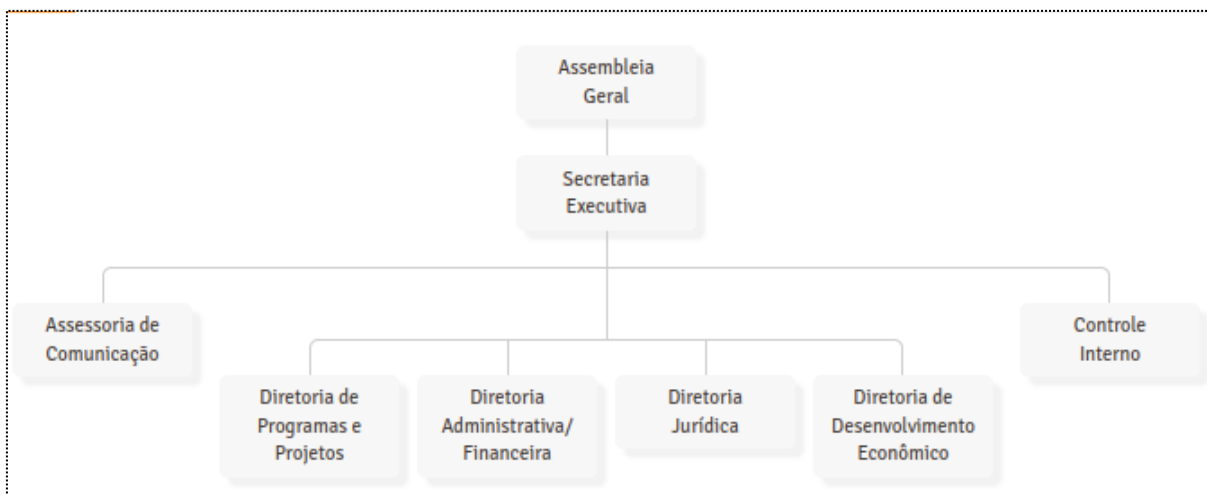 Assembleia
Geral
Secretaria
Executiva
Assessoria de
Comunicação
Controle
Interno
Diretoria de
Programas e
Projetos
Diretoria
Administrativa/
Financeira
Diretoria
Jurídica
Diretoria de
Desenvolvimento
Econômico